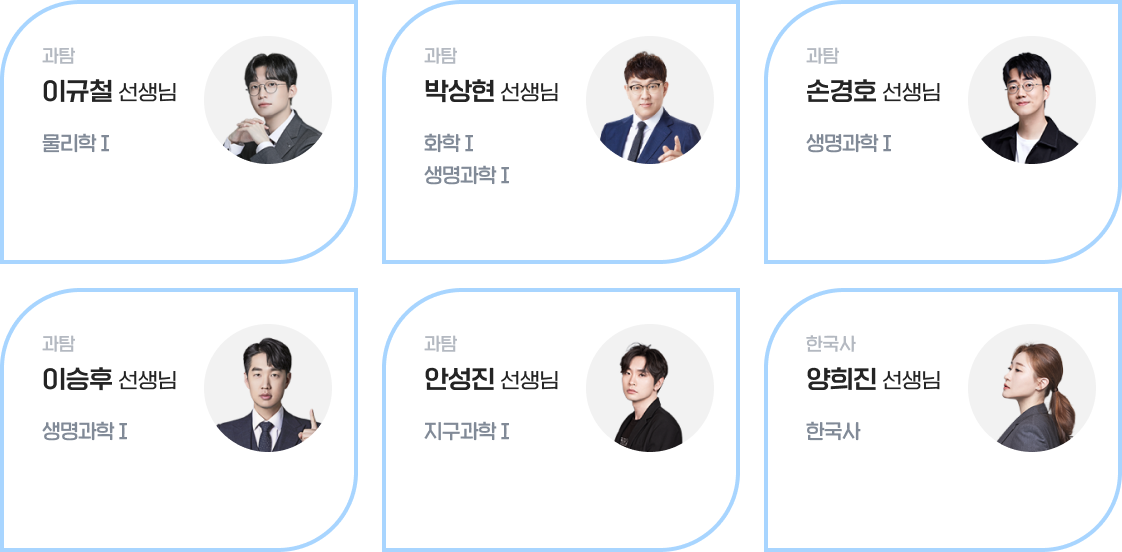 과탐
이규철 선생님
물리학 I
과탐
박상현 선생님
화학 I
생명과학 I
과탐
손경호 선생님
생명과학 I
과탐
이승후 선생님
생명과학 I
과탐
안성진 선생님
지구과학 I
한국사
양희진 선생님
한국사